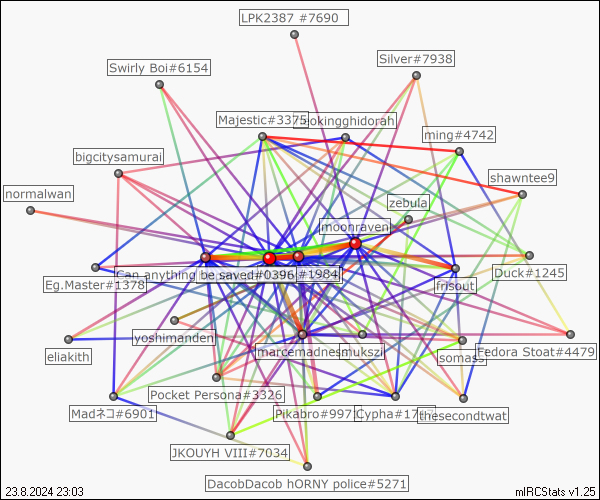 LPK2387 #7690
Silver#7938
Swirly Boi#6154
Majestic#3375
okingghidorah
ming#4742
bigcitysamurai
shawntee9
normalwan
zebula
moonraven
Can anything be saved#0396
#1984
Duck#1245
Eg.Master#1378
frisout
yoshimanden
marcemadnes
mukszi
somass
Fedora Stoat#4479
eliakith
Pocket Persona#3326
Madネコ#6901
Pikabro#997
Cypha#17
thesecondtwat
JKOUYH VIII#7034
DacobDacob hORNY police#5271
23.8.2024 23:03
mIRCStats v1.25